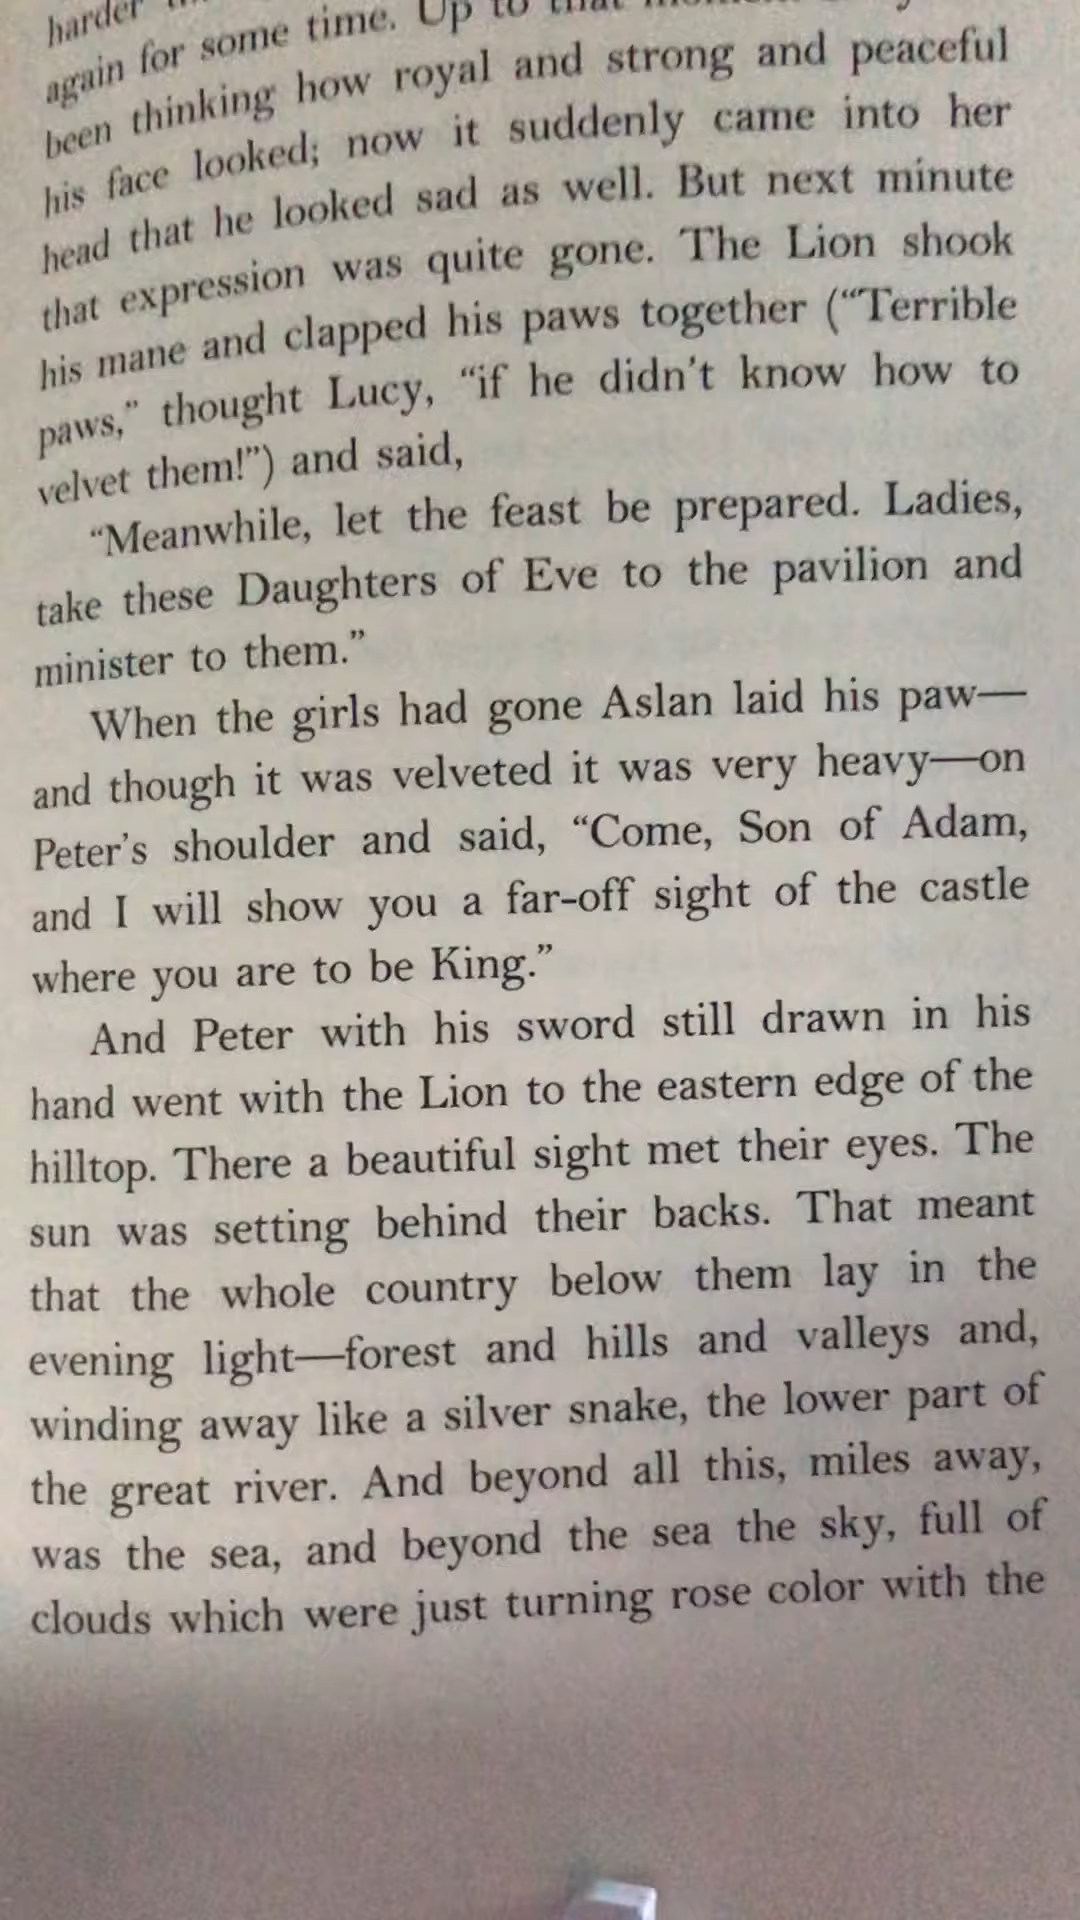 harder
again for some time. Up to that
been thinking how royal and strong and peaceful
his face looked; now it suddenly came into her
head that he looked sad as well. But next minute
that expression was quite gone. The Lion shook
his mane and clapped his paws together (“Terrible
paws,” thought Lucy, “if he didn’t know how to
velvet them!”) and said,
“Meanwhile, let the feast be prepared. Ladies,
take these Daughters of Eve to the pavilion and
minister to them.”
When the girls had gone Aslan laid his paw—
and though it was velveted it was very heavy—on
Peter’s shoulder and said, “Come, Son of Adam,
and I will show you a far-off sight of the castle
where you are to be King.”
And Peter with his sword still drawn in his
hand went with the Lion to the eastern edge of the
hilltop. There a beautiful sight met their eyes. The
sun was setting behind their backs. That meant
that the whole country below them lay in the
evening light—forest and hills and valleys and,
winding away like a silver snake, the lower part of
the great river. And beyond all this, miles away,
was the sea, and beyond the sea the sky, full of
clouds which were just turning rose color with the